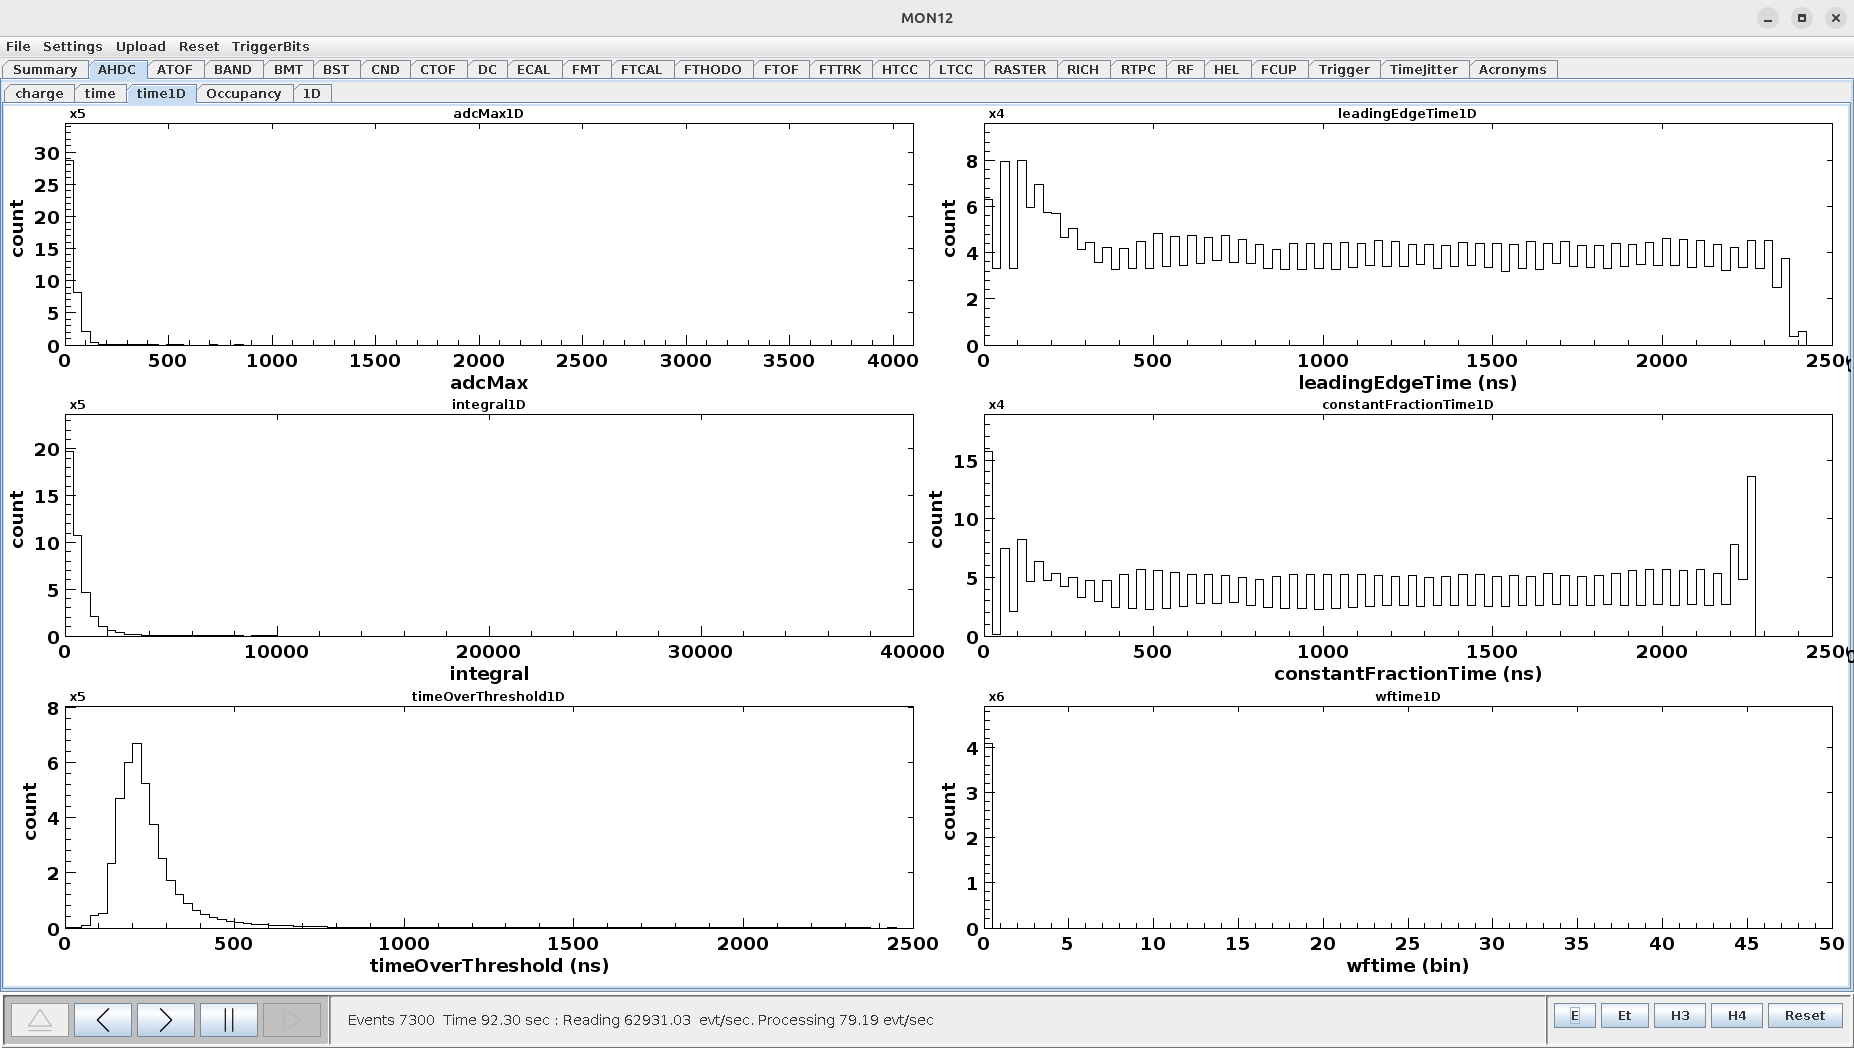 MON12
File Settings Upload Reset TriggerBits
Summary AHDC ATOF BAND BMT BST CND CTOF DC ECAL FMT FTCAL FTHODO FTOF FTTRK HTCC LTCC RASTER RICH RTPC RF HEL FCUP Trigger TimeJitter Acronyms
charge time time1D Occupancy 1D
x5 adcMax1D
count
30
25
20
15
10
5
0
0 500 1000 1500 2000 2500 3000 3500 4000
adcMax
x4 leadingEdgeTime1D
count
8
6
4
2
0
0 500 1000 1500 2000 250
leadingEdgeTime (ns)
x5 integral1D
count
20
15
10
5
0
0 10000 20000 30000 40000
integral
x4 constantFractionTime1D
count
15
10
5
0
0 500 1000 1500 2000 250
constantFractionTime (ns)
x5 timeOverThreshold1D
count
8
6
4
2
0
0 500 1000 1500 2000 2500
timeOverThreshold (ns)
x6 wftime1D
count
4
3
2
1
0
0 5 10 15 20 25 30 35 40 45 50
wftime (bin)
Events 7300 Time 92.30 sec : Reading 62931.03 evt/sec. Processing 79.19 evt/sec
E Et H3 H4 Reset